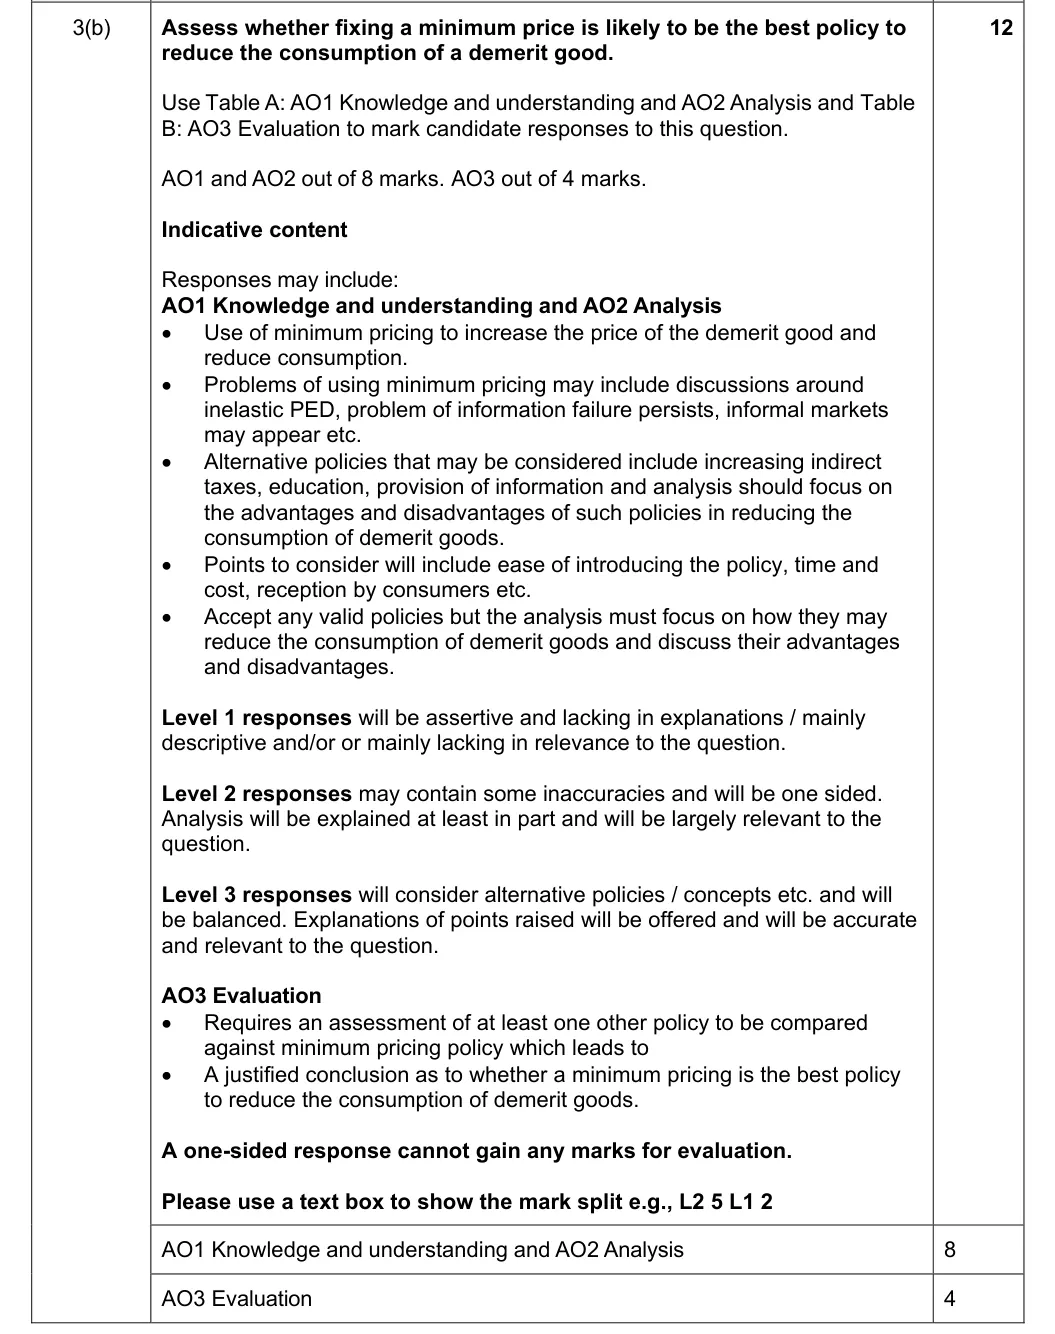 3(b)
Assess whether fixing a minimum price is likely to be the best policy to
reduce the consumption of a demerit good.
12
Use Table A: AO1 Knowledge and understanding and AO2 Analysis and Table
B: AO3 Evaluation to mark candidate responses to this question.
AO1 and AO2 out of 8 marks. AO3 out of 4 marks.
Indicative content
Responses may include:
AO1 Knowledge and understanding and AO2 Analysis
• Use of minimum pricing to increase the price of the demerit good and
reduce consumption.
• Problems of using minimum pricing may include discussions around
inelastic PED, problem of information failure persists, informal markets
may appear etc.
• Alternative policies that may be considered include increasing indirect
taxes, education, provision of information and analysis should focus on
the advantages and disadvantages of such policies in reducing the
consumption of demerit goods.
• Points to consider will include ease of introducing the policy, time and
cost, reception by consumers etc.
• Accept any valid policies but the analysis must focus on how they may
reduce the consumption of demerit goods and discuss their advantages
and disadvantages.
Level 1 responses will be assertive and lacking in explanations / mainly
descriptive and/or or mainly lacking in relevance to the question.
Level 2 responses may contain some inaccuracies and will be one sided.
Analysis will be explained at least in part and will be largely relevant to the
question.
Level 3 responses will consider alternative policies / concepts etc. and will
be balanced. Explanations of points raised will be offered and will be accurate
and relevant to the question.
AO3 Evaluation
• Requires an assessment of at least one other policy to be compared
against minimum pricing policy which leads to
• A justified conclusion as to whether a minimum pricing is the best policy
to reduce the consumption of demerit goods.
A one-sided response cannot gain any marks for evaluation.
Please use a text box to show the mark split e.g., L2 5 L1 2
AO1 Knowledge and understanding and AO2 Analysis
8
AO3 Evaluation
4